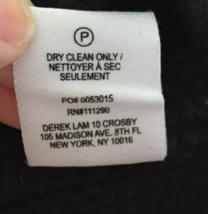 P
DRY CLEAN ONLY /
NETTOYER À SEC
SEULEMENT
PO# 0053015
RN#111290
DEREK LAM 10 CROSBY
105 MADISON AVE. 8TH FL
NEW YORK, NY 10016